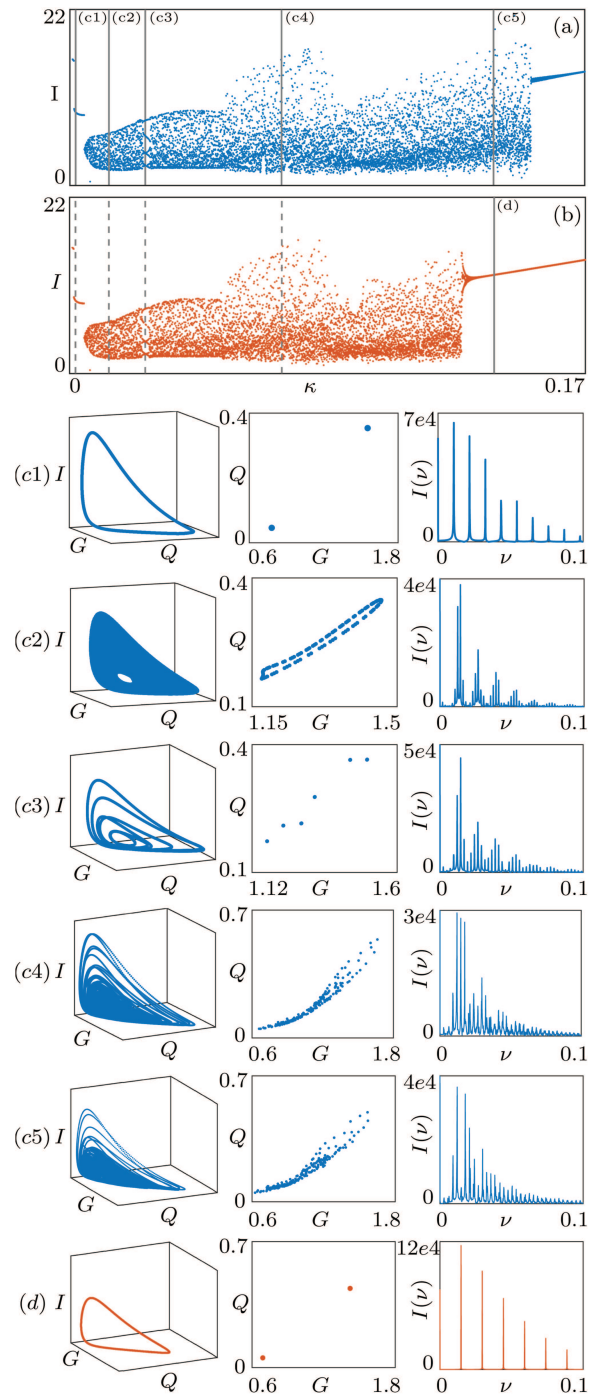 22 (c1) (c2) (c3) (c4) (c5) (a)
I
0
22 (d) (b)
I
0
0 κ 0.17
(c1) I G Q 0.4 Q 0 0.6 G 1.8 7e4 I(ν) 0 0 ν 0.1
(c2) I G Q 0.4 Q 0.1 1.15 G 1.5 4e4 I(ν) 0 0 ν 0.1
(c3) I G Q 0.4 Q 0.1 1.12 G 1.6 5e4 I(ν) 0 0 ν 0.1
(c4) I G Q 0.7 Q 0 0.6 G 1.8 3e4 I(ν) 0 0 ν 0.1
(c5) I G Q 0.7 Q 0 0.6 G 1.8 4e4 I(ν) 0 0 ν 0.1
(d) I G Q 0.7 Q 0 0.6 G 1.8 12e4 I(ν) 0 0 ν 0.1